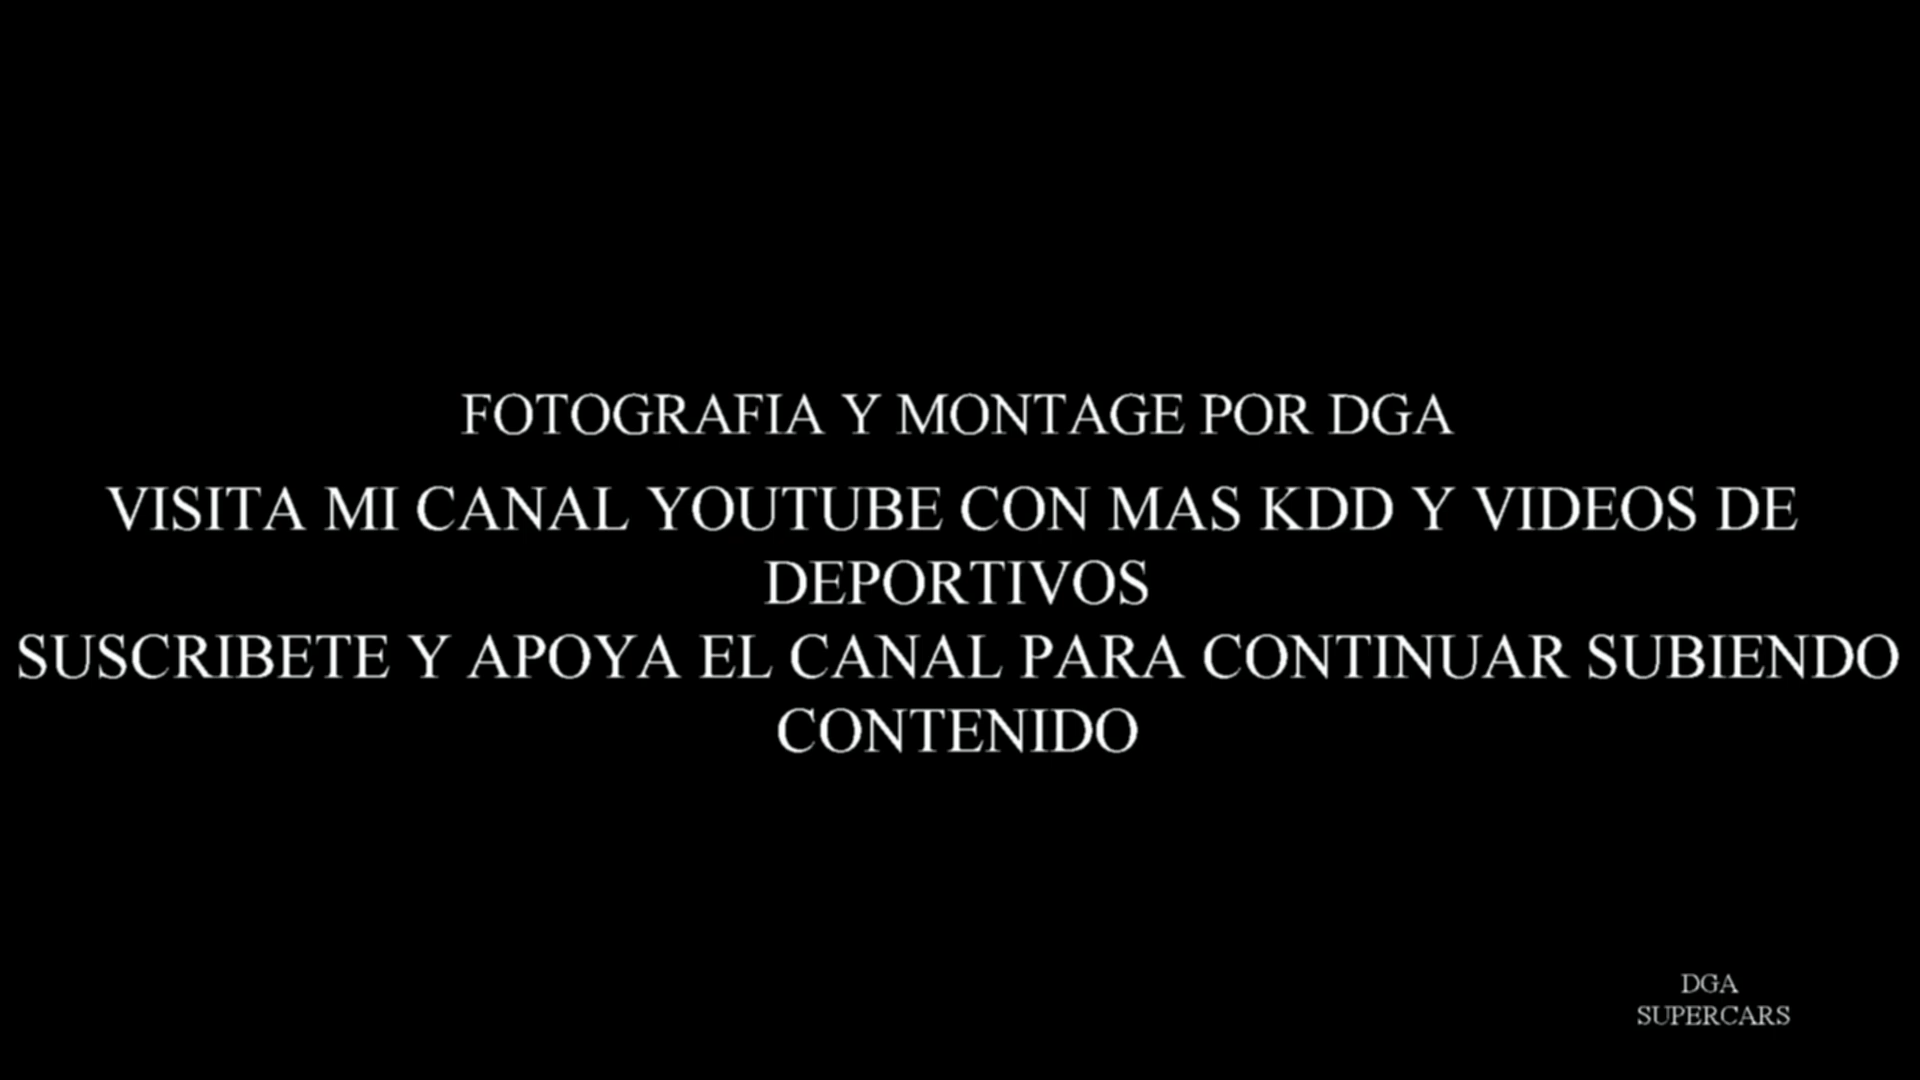 FOTOGRAFIA Y MONTAGE POR DGA
VISITA MI CANAL YOUTUBE CON MAS KDD Y VIDEOS DE
DEPORTIVOS
SUSCRIBETE Y APOYA EL CANAL PARA CONTINUAR SUBIENDO
CONTENIDO
DGA
SUPERCARS